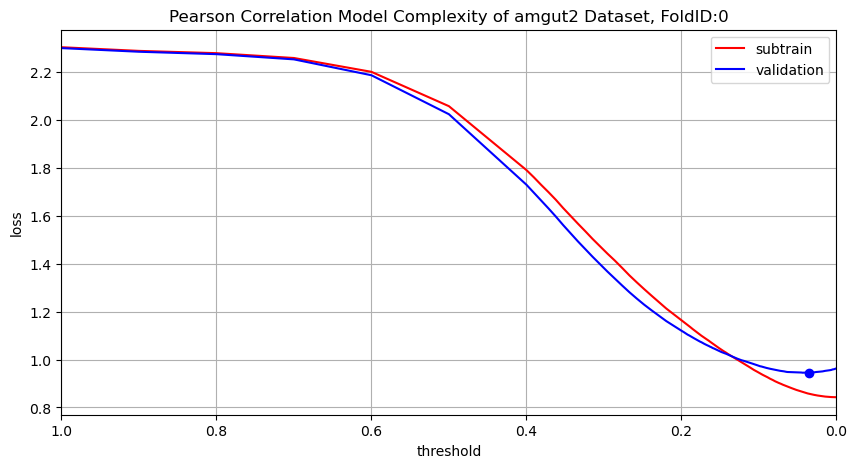 Pearson Correlation Model Complexity of amgut2 Dataset, FoldID:0
subtrain
validation
loss
2.2
2.0
1.8
1.6
1.4
1.2
1.0
0.8
1.0 0.8 0.6 0.4 0.2 0.0
threshold